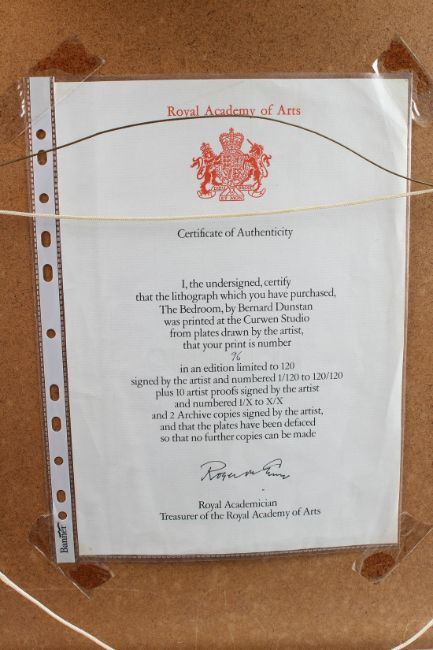 Royal Academy of Arts
Certificate of Authenticity
I, the undersigned, certify
that the lithograph which you have purchased,
The Bedroom, by Bernard Dunstan
was printed at the Curwen Studio
from plates drawn by the artist,
that your print is number
76
in an edition limited to 120
signed by the artist and numbered 1/120 to 120/120
plus 10 artist proofs signed by the artist
and numbered I/X to X/X
and 2 Archive copies signed by the artist,
and that the plates have been defaced
so that no further copies can be made
Roger de Grey
Royal Academician
Treasurer of the Royal Academy of Arts
Banner